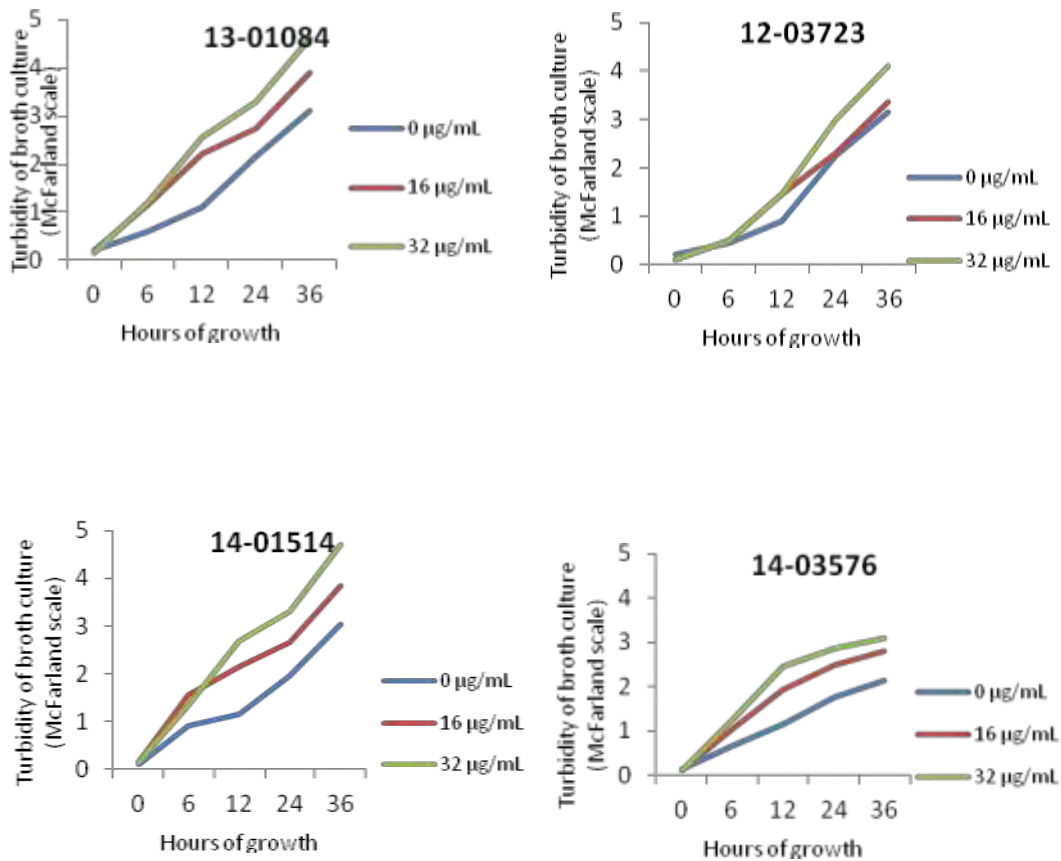 13-01084
Turbidity of broth culture
(McFarland scale)
5
4
3
2
1
0
0 6 12 24 36
Hours of growth
0 µg/mL
16 µg/mL
32 µg/mL
12-03723
Turbidity of broth culture
(McFarland scale)
5
4
3
2
1
0
0 6 12 24 36
Hours of growth
0 µg/mL
16 µg/mL
32 µg/mL
14-01514
Turbidity of broth culture
(McFarland scale)
5
4
3
2
1
0
0 6 12 24 36
Hours of growth
0 µg/mL
16 µg/mL
32 µg/mL
14-03576
Turbidity of broth culture
(McFarland scale)
5
4
3
2
1
0
0 6 12 24 36
Hours of growth
0 µg/mL
16 µg/mL
32 µg/mL